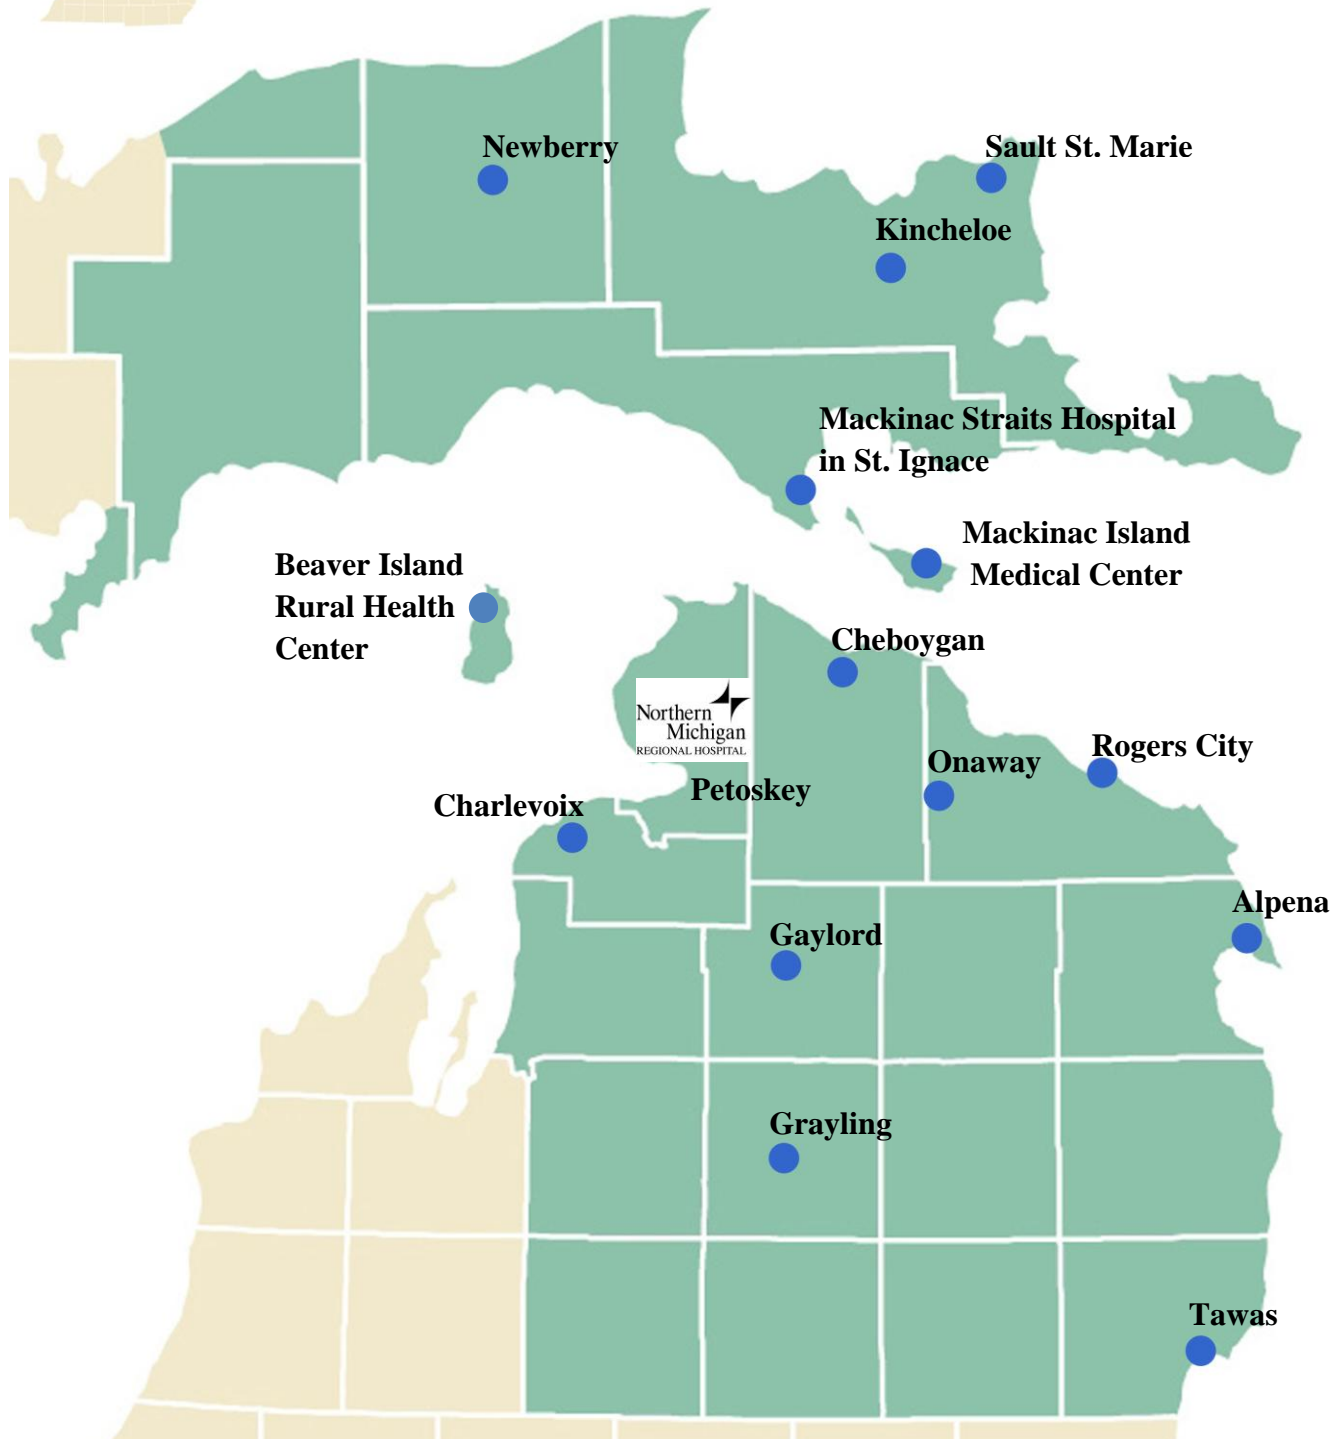 Newberry
Sault St. Marie
Kincheloe
Mackinac Straits Hospital
in St. Ignace
Mackinac Island
Medical Center
Beaver Island
Rural Health
Center
Cheboygan
Northern
Michigan
REGIONAL HOSPITAL
Rogers City
Onaway
Petoskey
Charlevoix
Alpena
Gaylord
Grayling
Tawas